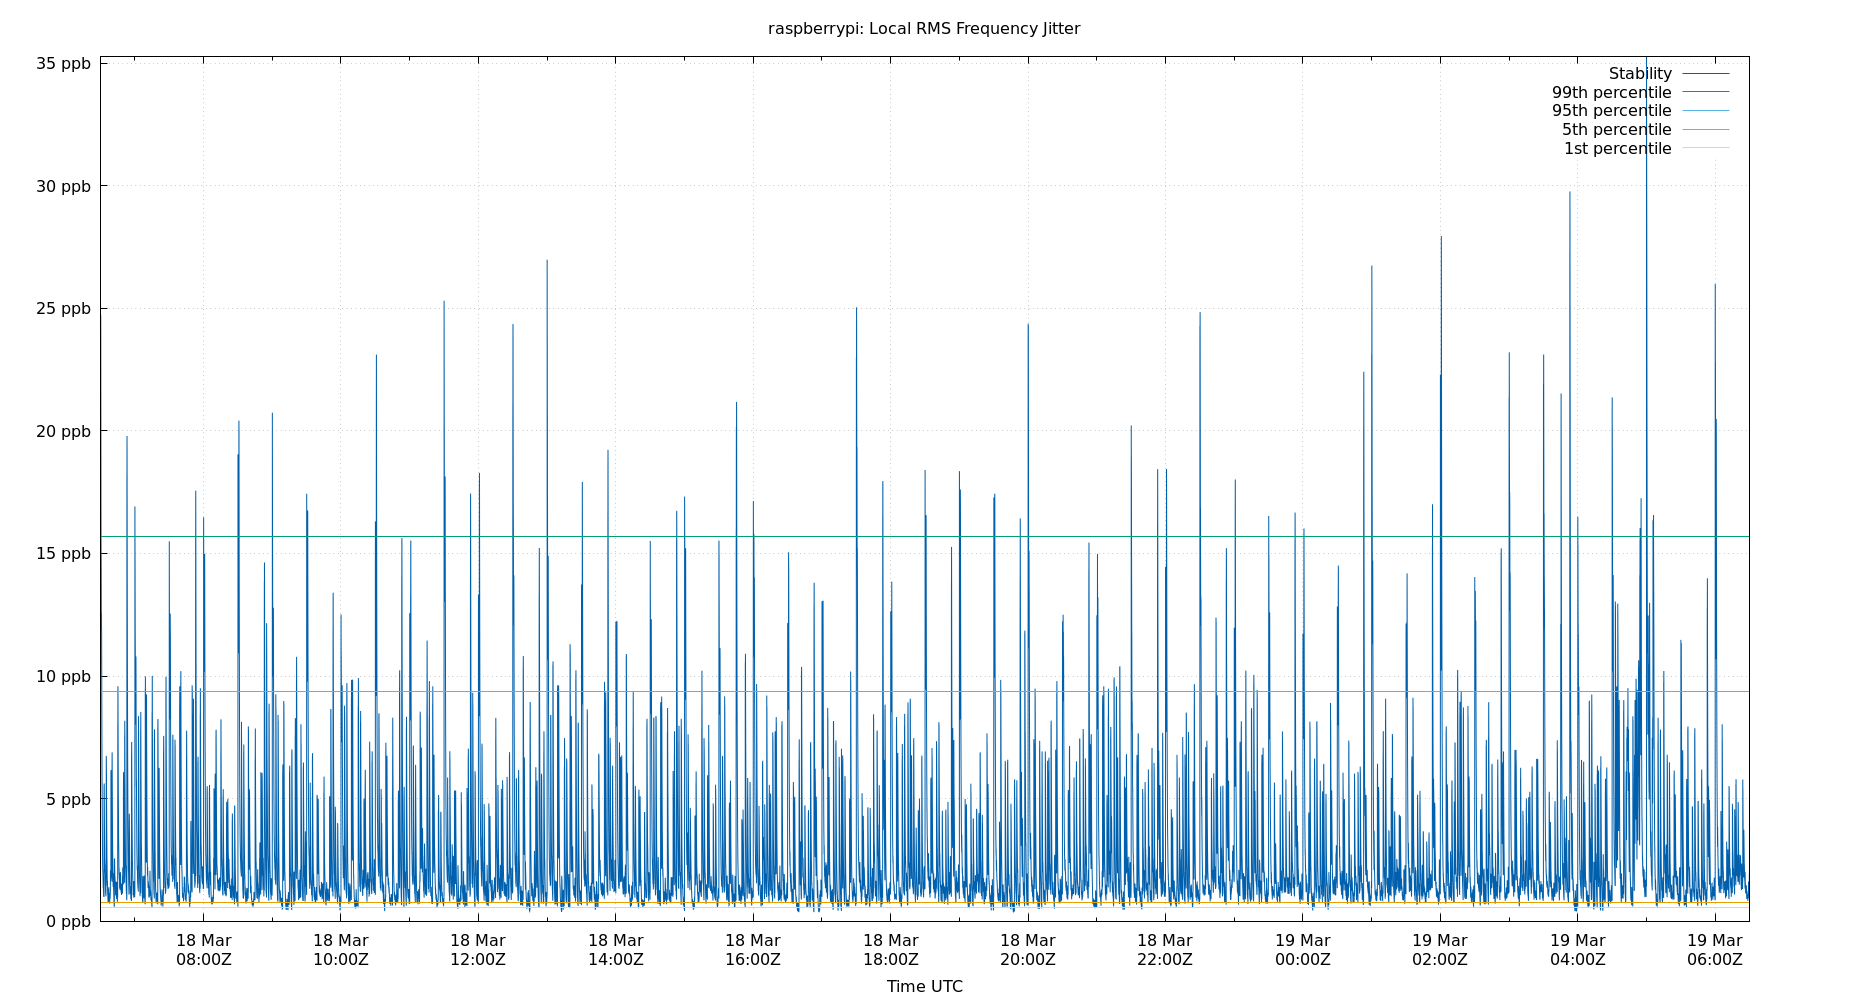 raspberrypi: Local RMS Frequency Jitter
35 ppb
30 ppb
25 ppb
20 ppb
15 ppb
10 ppb
5 ppb
0 ppb
Stability
99th percentile
95th percentile
5th percentile
1st percentile
18 Mar 18 Mar 18 Mar 18 Mar 18 Mar 18 Mar 18 Mar 18 Mar 19 Mar 19 Mar 19 Mar 19 Mar
08:00Z 10:00Z 12:00Z 14:00Z 16:00Z 18:00Z 20:00Z 22:00Z 00:00Z 02:00Z 04:00Z 06:00Z
Time UTC